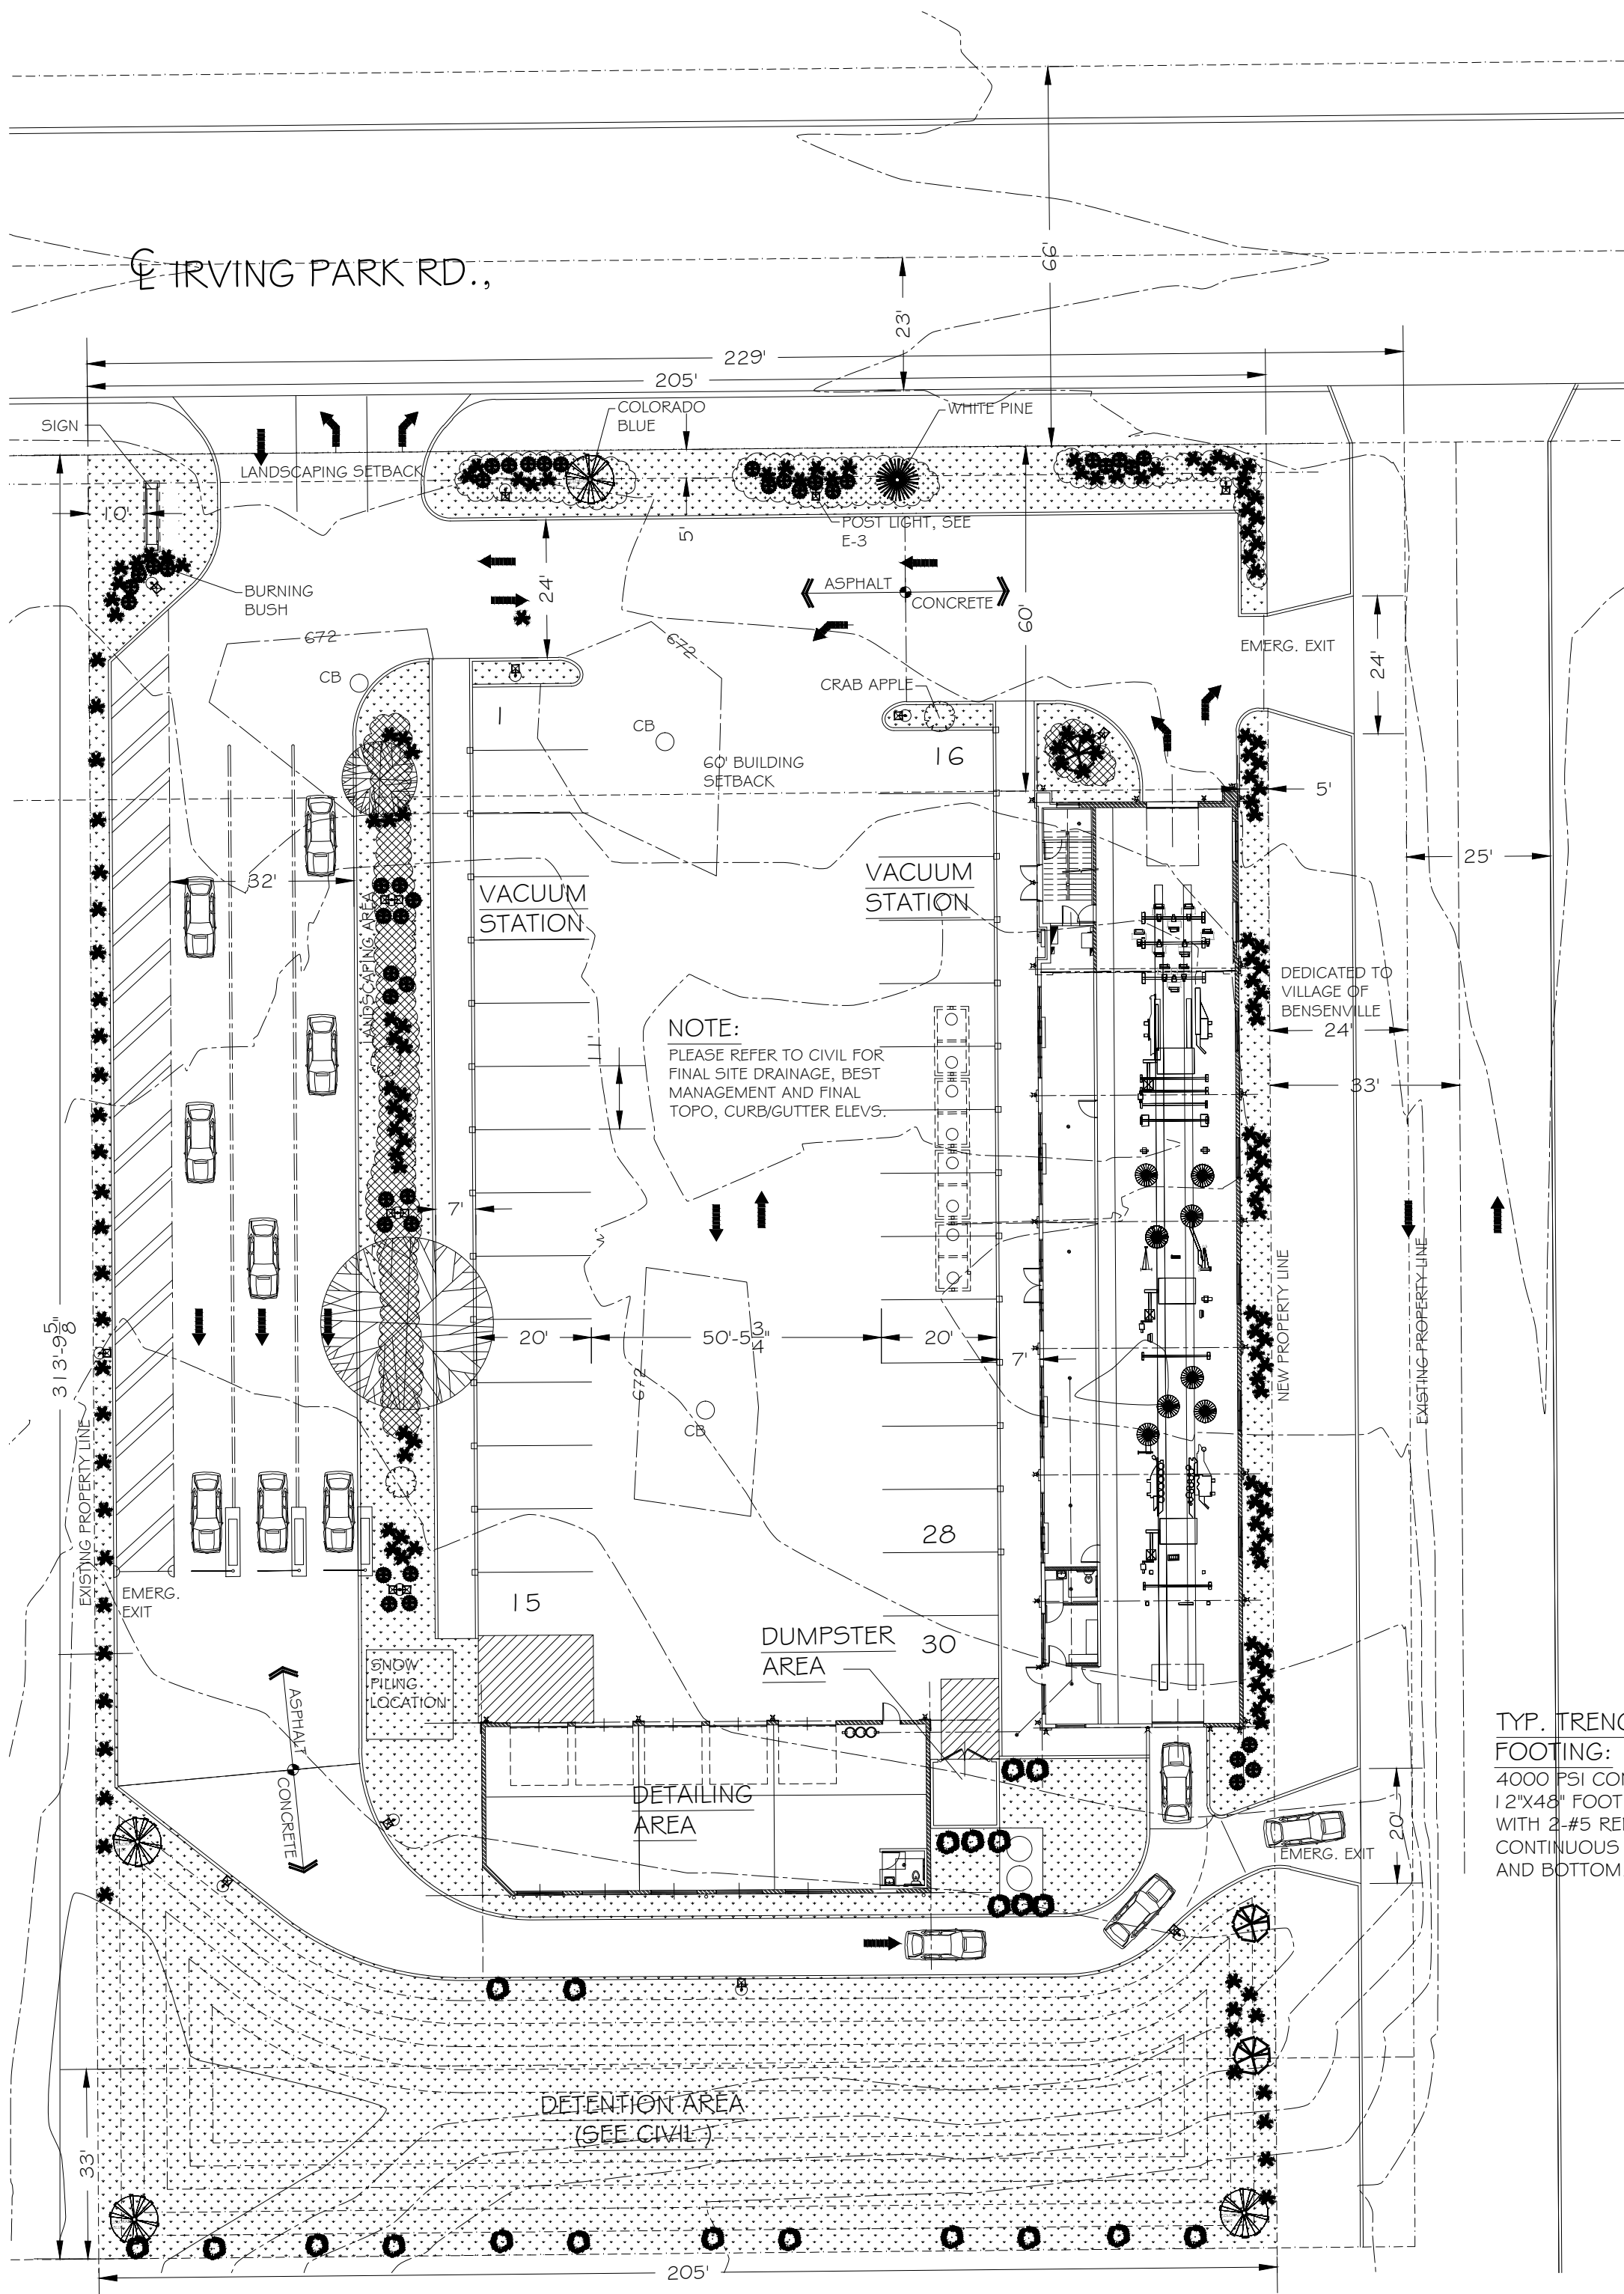 66'
℄ IRVING PARK RD.,
23'
229'
205'
SIGN
COLORADO
BLUE
WHITE PINE
LANDSCAPING SETBACK
10'
5'
POST LIGHT, SEE
E-3
BURNING
BUSH
24'
ASPHALT
CONCRETE
60'
672
672
EMERG. EXIT
24'
CB
1
CRAB APPLE
CB
16
60' BUILDING
SETBACK
5'
25'
32'
VACUUM
STATION
VACUUM
STATION
LANDSCAPING AREA
DEDICATED TO
VILLAGE OF
BENSENVILLE
24'
NOTE:
PLEASE REFER TO CIVIL FOR
FINAL SITE DRAINAGE, BEST
MANAGEMENT AND FINAL
TOPO, CURB/GUTTER ELEVS.
11'
33'
7'
NEW PROPERTY LINE
EXISTING PROPERTY LINE
313'-9 5/8"
20'
50'-5 3/4"
20'
7'
672
CB
EXISTING PROPERTY LINE
28
EMERG.
EXIT
15
DUMPSTER
AREA
30
SNOW
PILING
LOCATION
ASPHALT
CONCRETE
DETAILING
AREA
TYP. TRENC
FOOTING:
4000 PSI CON
12"X48" FOOT
WITH 2-#5 RE
CONTINUOUS
AND BOTTOM
20'
EMERG. EXIT
DETENTION AREA
(SEE CIVIL )
33'
205'